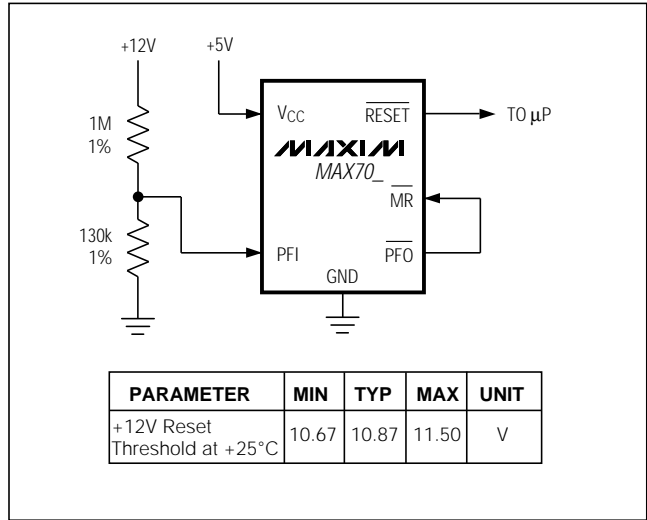 +12V
+5V
1M
1%
130k
1%
VCC
RESET
TO μP
MAXIM
MAX70_
MR
PFI
PFO
GND
PARAMETER MIN TYP MAX UNIT
+12V Reset
Threshold at +25°C 10.67 10.87 11.50 V